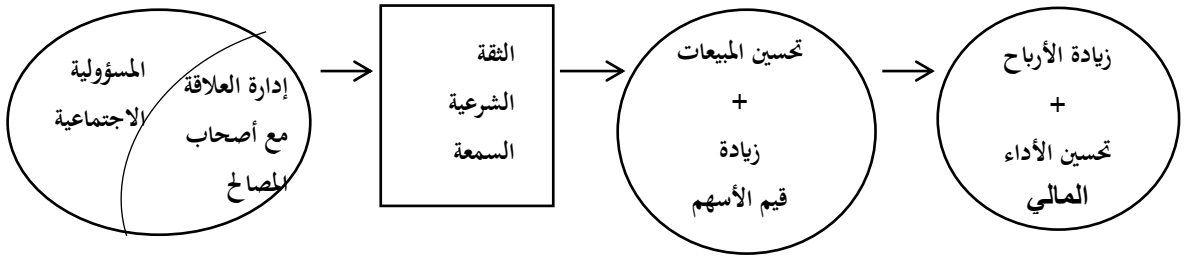 المسؤولية
الاجتماعية
إدارة العلاقة
مع أصحاب
المصالح
الثقة
الشرعية
السمعة
تحسين المبيعات
+
زيادة
قيم الأسهم
زيادة الأرباح
+
تحسين الأداء
المالي